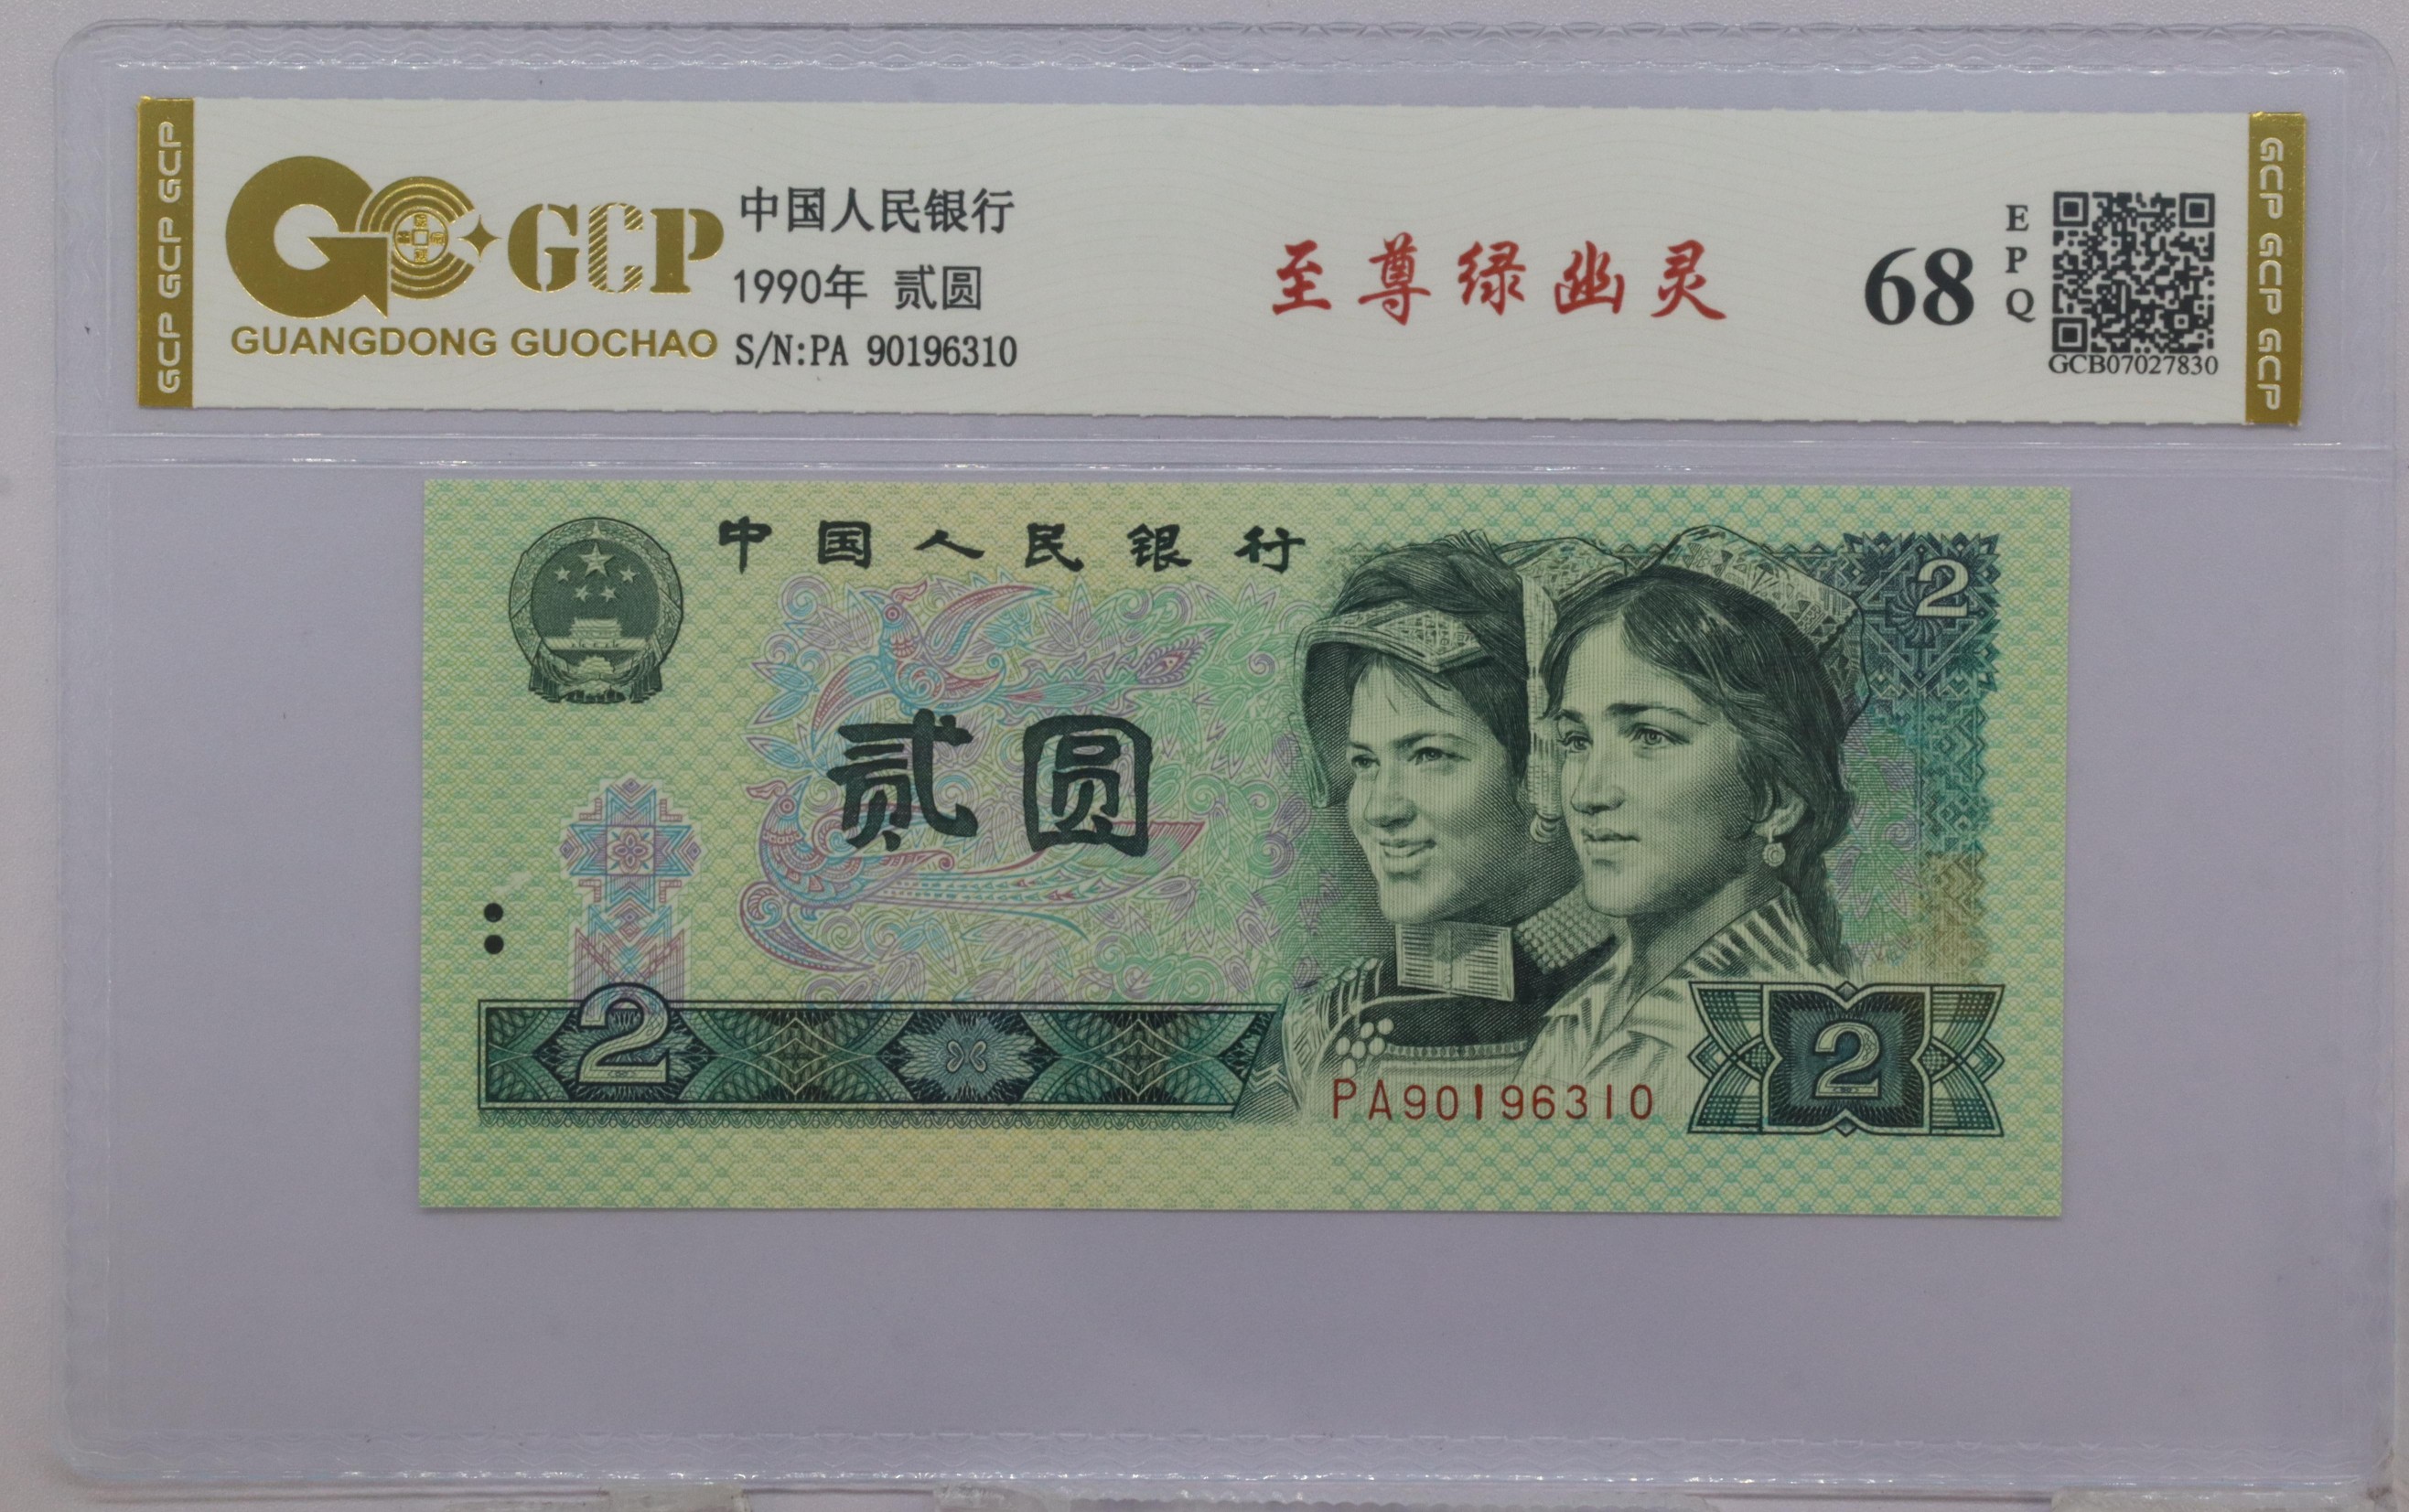 GCP GCP GCP
GCP
GUANGDONG GUOCHAO
中国人民银行
1990年 贰圆
S/N:PA 90196310
至尊绿幽灵
68
EPQ
GCB07027830
GCP GCP GCP
中国人民银行
2
贰圆
2
PA90196310
2